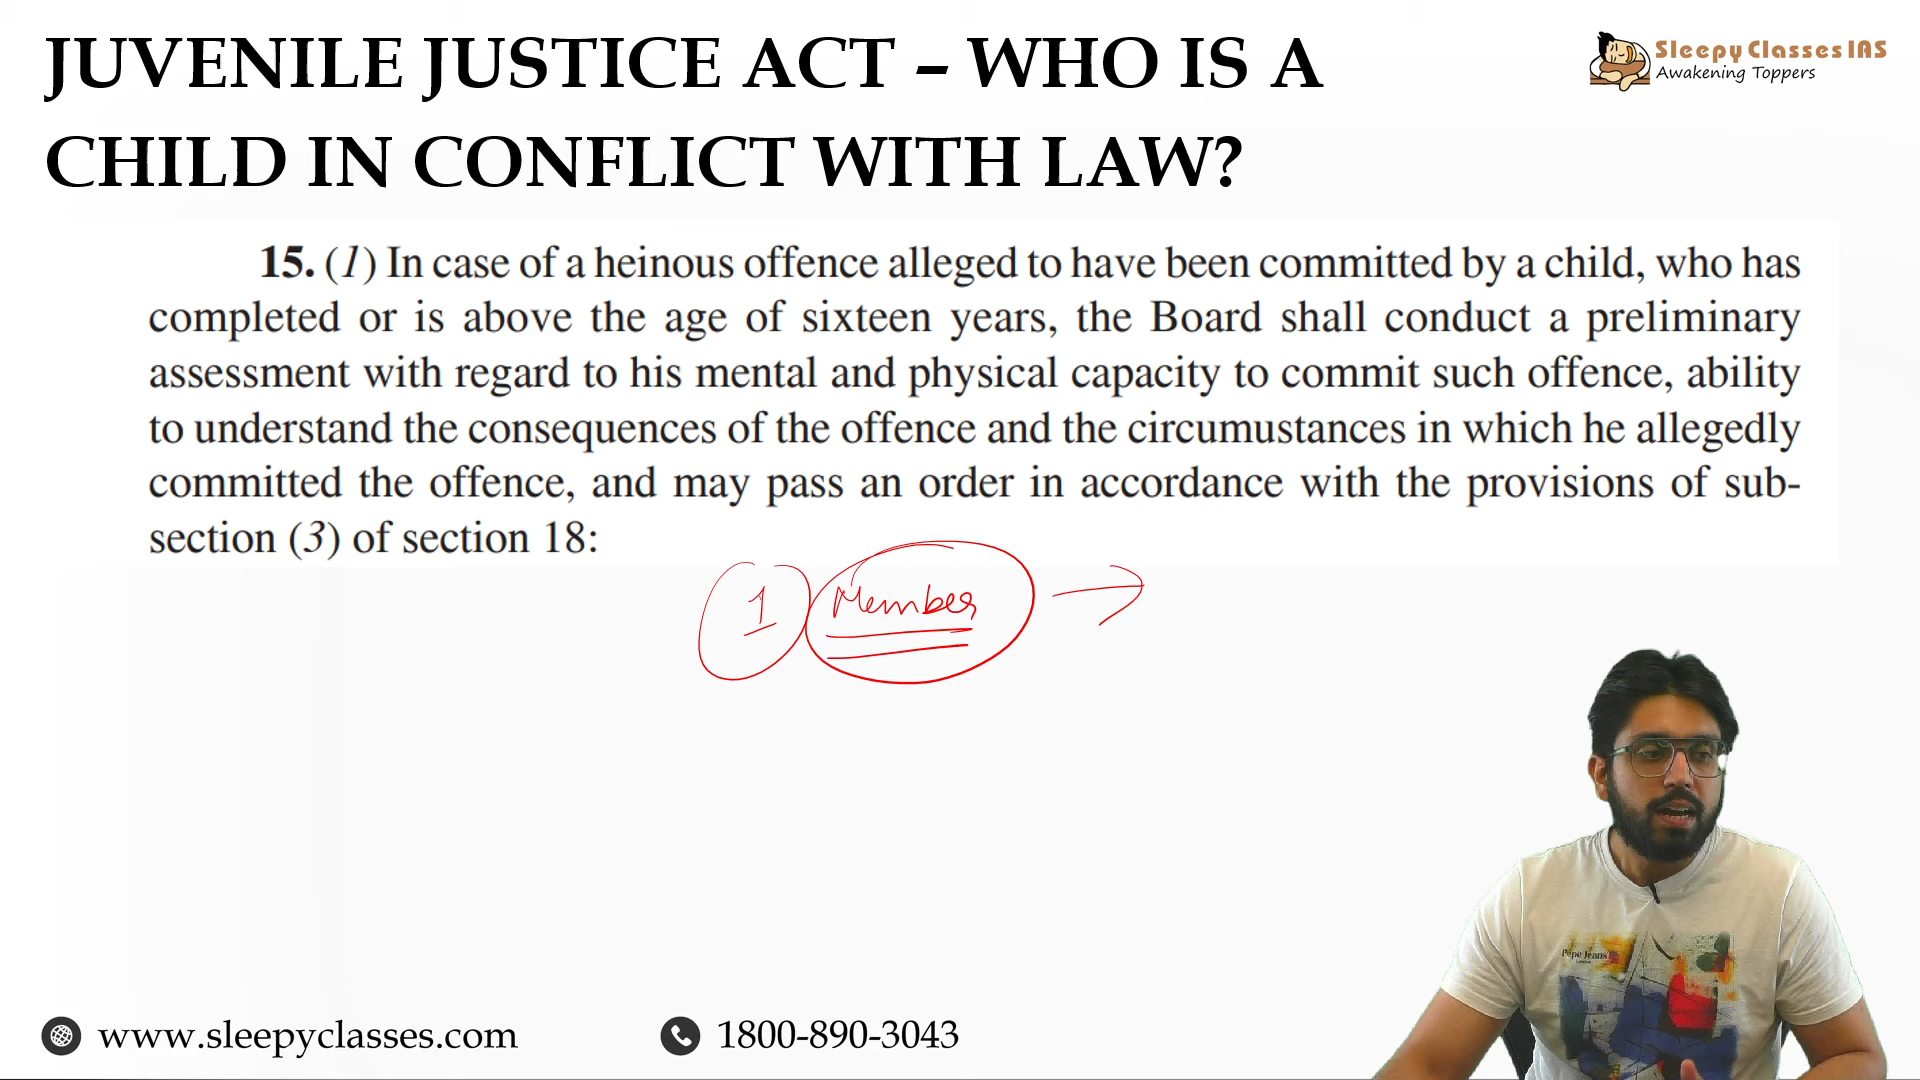 JUVENILE JUSTICE ACT – WHO IS A
CHILD IN CONFLICT WITH LAW?
Sleepy Classes IAS
Awakening Toppers
15. (1) In case of a heinous offence alleged to have been committed by a child, who has
completed or is above the age of sixteen years, the Board shall conduct a preliminary
assessment with regard to his mental and physical capacity to commit such offence, ability
to understand the consequences of the offence and the circumustances in which he allegedly
committed the offence, and may pass an order in accordance with the provisions of sub-
section (3) of section 18:
1 Member
Pepe Jeans
www.sleepyclasses.com
1800-890-3043